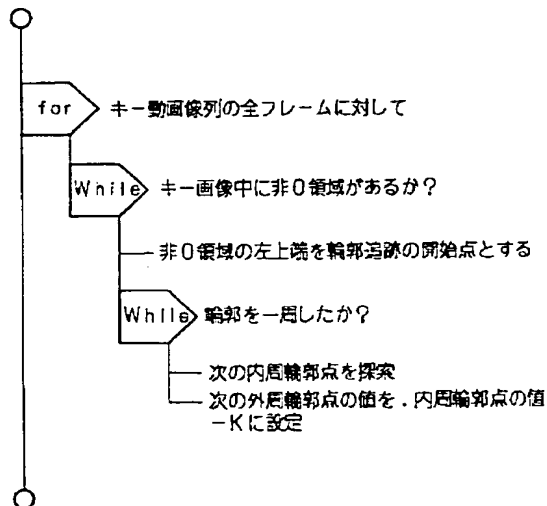 for キー動画像列の全フレームに対して
While キー画像中に非0領域があるか?
非0領域の左上端を輪郭追跡の開始点とする
While 輪郭を一周したか?
次の内周輪郭点を探索
次の外周輪郭点の値を.内周輪郭点の値
-Kに設定